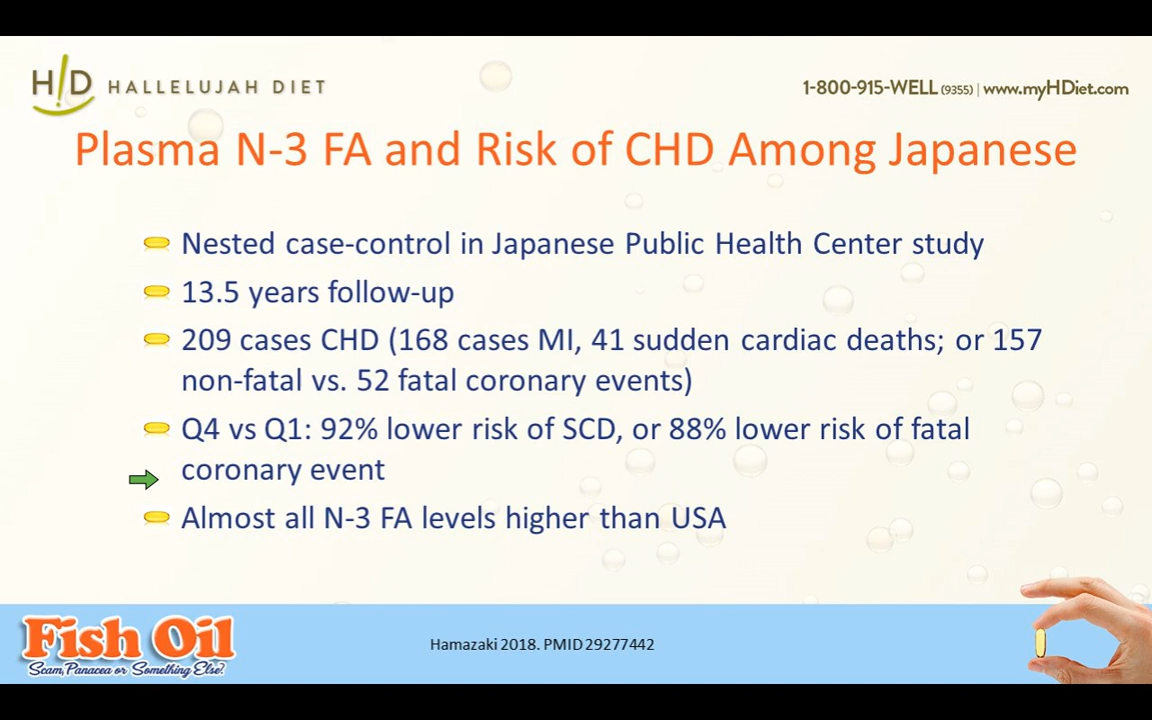 H!D HALLELUJAH DIET
1-800-915-WELL (9355) | www.myHDiet.com
Plasma N-3 FA and Risk of CHD Among Japanese
Nested case-control in Japanese Public Health Center study
13.5 years follow-up
209 cases CHD (168 cases MI, 41 sudden cardiac deaths; or 157
non-fatal vs. 52 fatal coronary events)
Q4 vs Q1: 92% lower risk of SCD, or 88% lower risk of fatal
coronary event
Almost all N-3 FA levels higher than USA
Fish Oil
Scam, Panacea or Something Else?
Hamazaki 2018. PMID 29277442